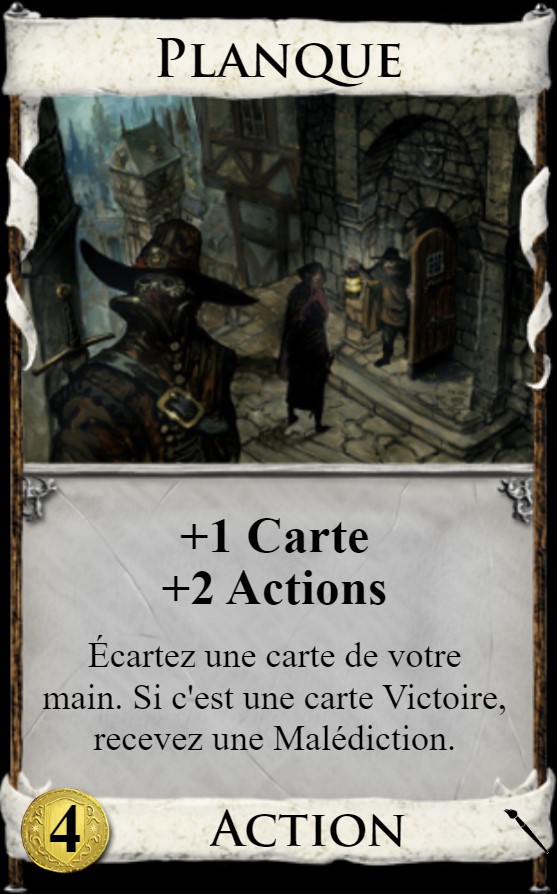 Planque
+1 Carte
+2 Actions
Écartez une carte de votre
main. Si c'est une carte Victoire,
recevez une Malédiction.
4
Action